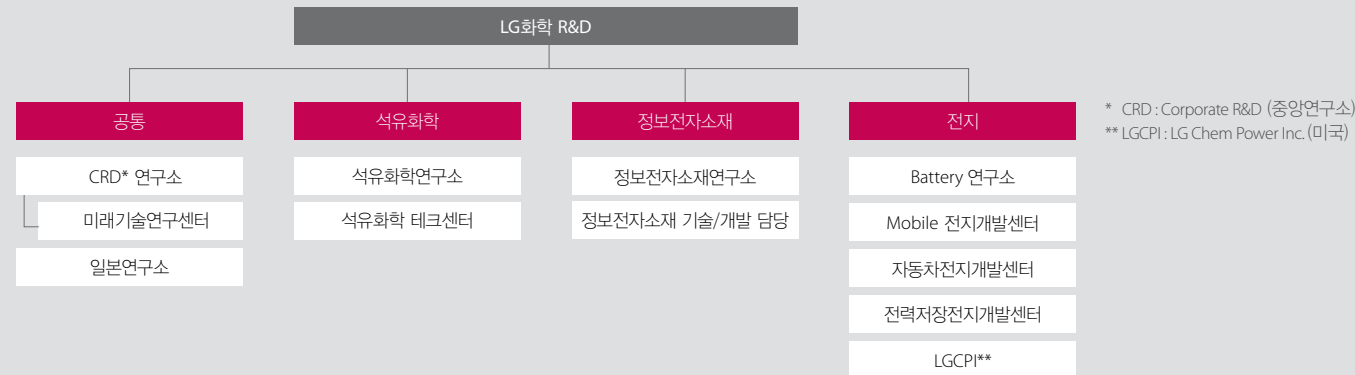 LG화학 R&D
공통
석유화학
정보전자소재
전지
* CRD : Corporate R&D (중앙연구소)
** LGCPI : LG Chem Power Inc. (미국)
CRD* 연구소
미래기술연구센터
일본연구소
석유화학연구소
석유화학 테크센터
정보전자소재연구소
정보전자소재 기술/개발 담당
Battery 연구소
Mobile 전지개발센터
자동차전지개발센터
전력저장전지개발센터
LGCPI**